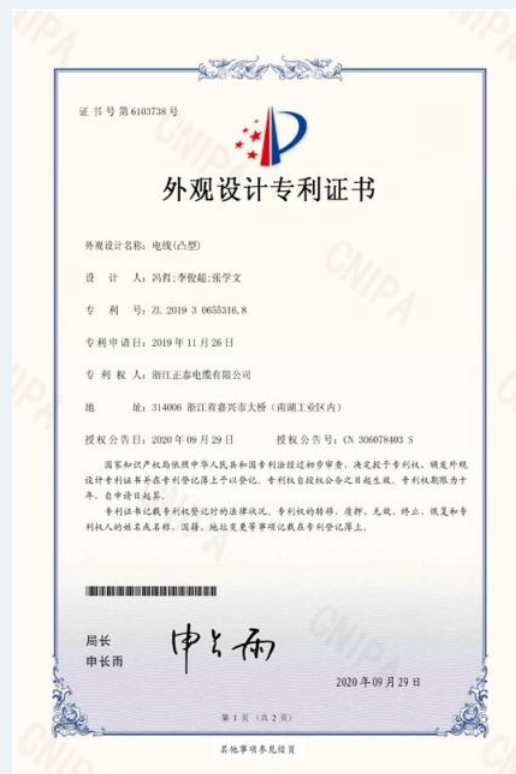 证书号第6103738号
外观设计专利证书
外观设计名称：电线(凸型)
设 计 人：冯羿;李俊超;张学文
专 利 号：ZL 2019 3 0655316.8
专利申请日：2019年11月26日
专 利 权 人：浙江正泰电缆有限公司
地 址：314006 浙江省嘉兴市大桥（南湖工业区内）
授权公告日：2020年09月29日 授权公告号：CN 306078403 S
国家知识产权局依照中华人民共和国专利法经过初步审查，决定授予专利权，颁发外观
设计专利证书并在专利登记簿上予以登记。专利权自授权公告之日起生效。专利权期限为十
年，自申请日起算。
专利证书记载专利权登记时的法律状况。专利权的转移、质押、无效、终止、恢复和专
利权人的姓名或名称、国籍、地址变更等事项记载在专利登记簿上。
局长
申长雨
申长雨
2020年09月29日
第 1 页 （共 2 页）
其他事项参见续页
CNIPA
CNIPA
CNIPA
CNIPA